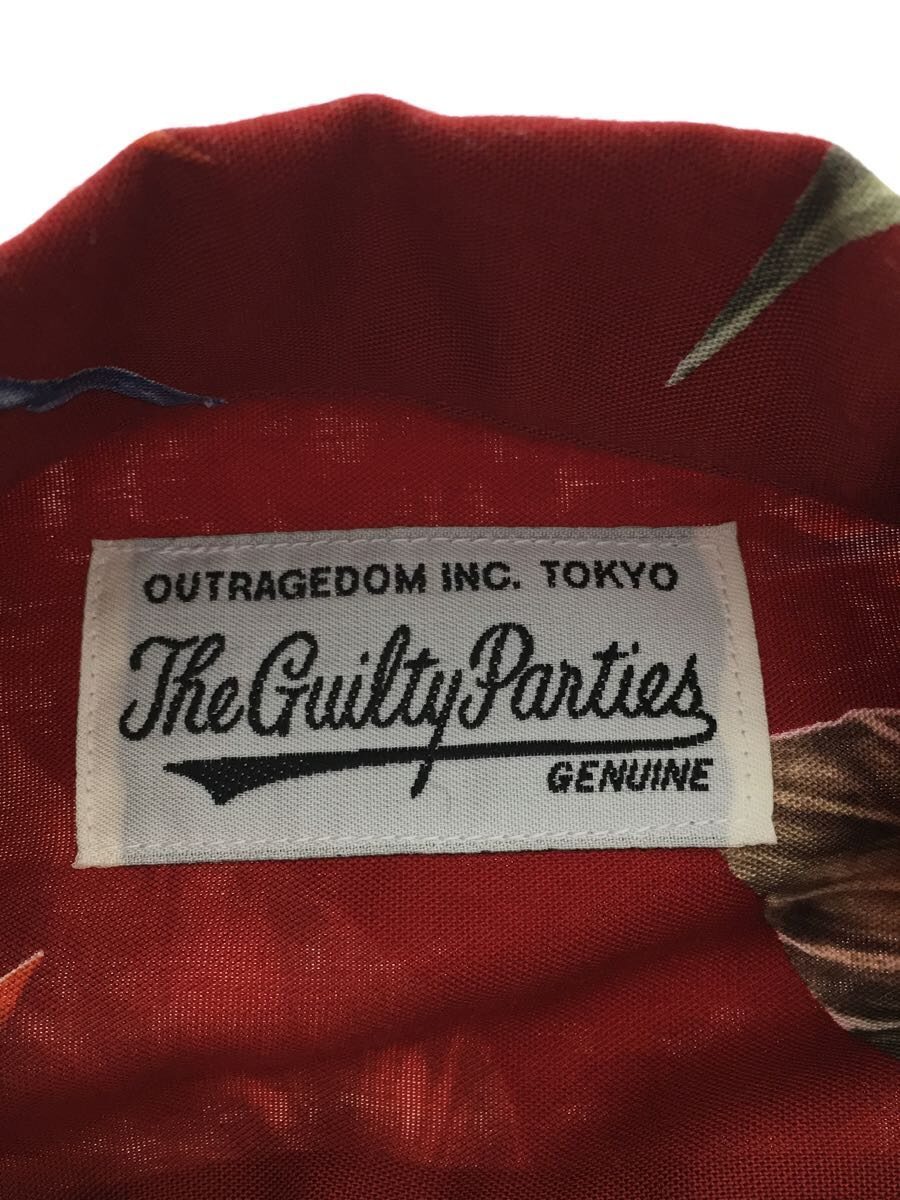 OUTRAGEDOM INC. TOKYO
The Guilty Parties
GENUINE